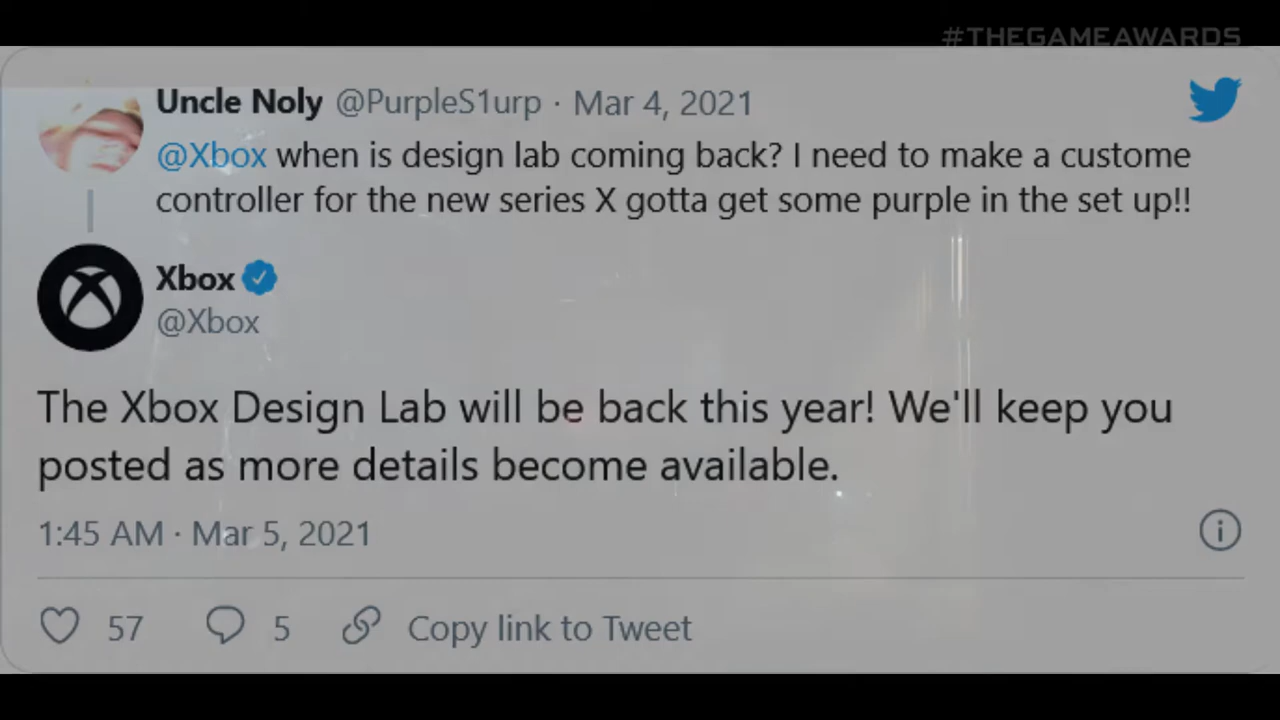 #THEGAMEAWARDS
Uncle Noly @PurpleS1urp · Mar 4, 2021
@Xbox when is design lab coming back? I need to make a custome
controller for the new series X gotta get some purple in the set up!!
Xbox
@Xbox
The Xbox Design Lab will be back this year! We'll keep you
posted as more details become available.
1:45 AM · Mar 5, 2021
57 5 Copy link to Tweet